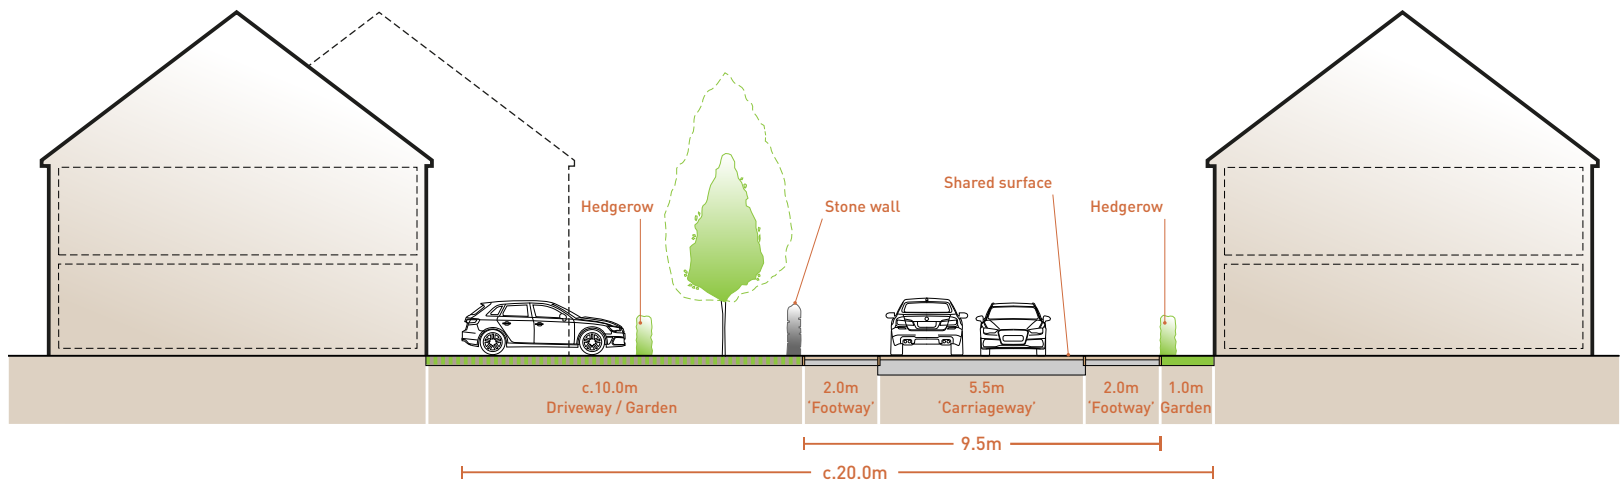 Shared surface
Hedgerow
Stone wall
Hedgerow
c.10.0m
Driveway / Garden
2.0m
‘Footway’
5.5m
‘Carriageway’
2.0m
‘Footway’
1.0m
Garden
9.5m
c.20.0m